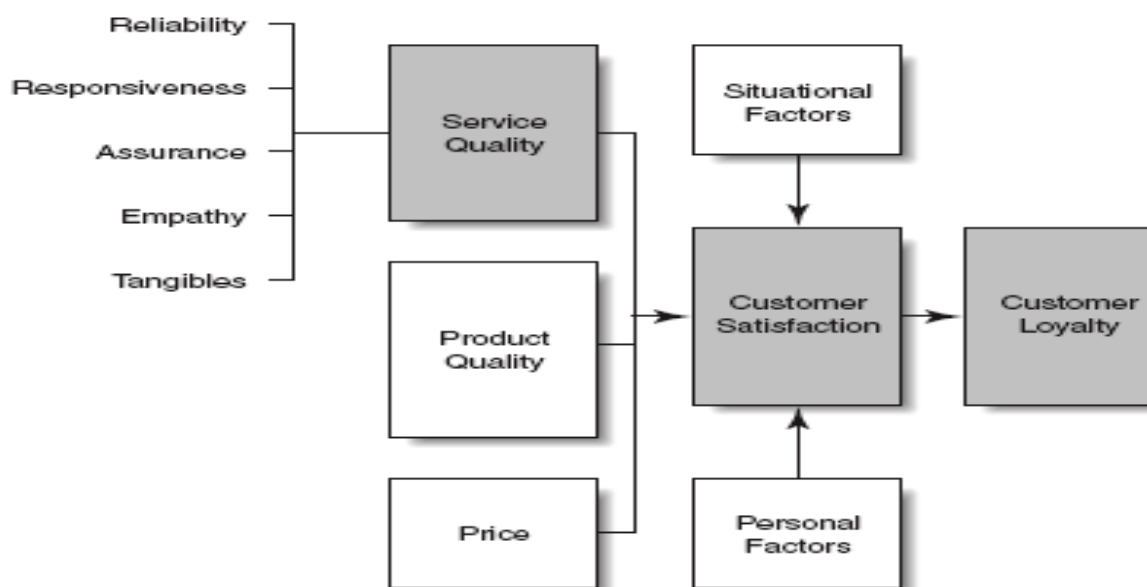 Reliability
Responsiveness
Assurance
Empathy
Tangibles
Service
Quality
Product
Quality
Price
Situational
Factors
Customer
Satisfaction
Personal
Factors
Customer
Loyalty